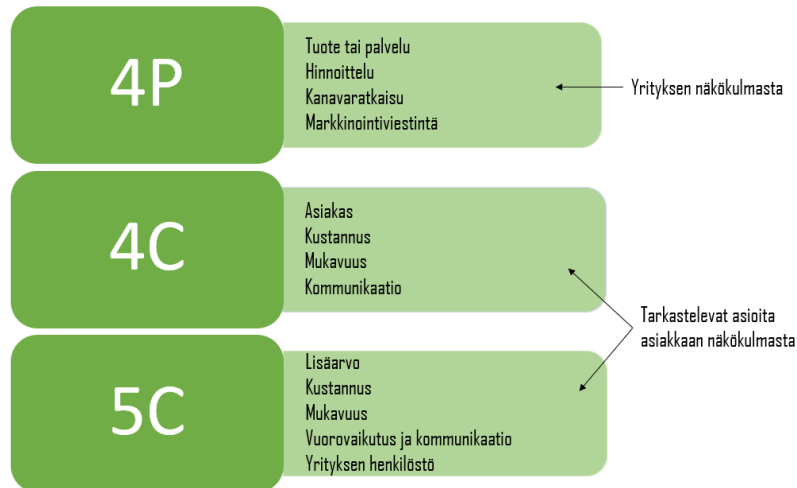 4P
Tuote tai palvelu
Hinnoittelu
Kanavaratkaisu
Markkinointiviestintä
Yrityksen näkökulmasta
4C
Asiakas
Kustannus
Mukavuus
Kommunikaatio
Tarkastelevat asioita
asiakkaan näkökulmasta
5C
Lisäarvo
Kustannus
Mukavuus
Vuorovaikutus ja kommunikaatio
Yrityksen henkilöstö